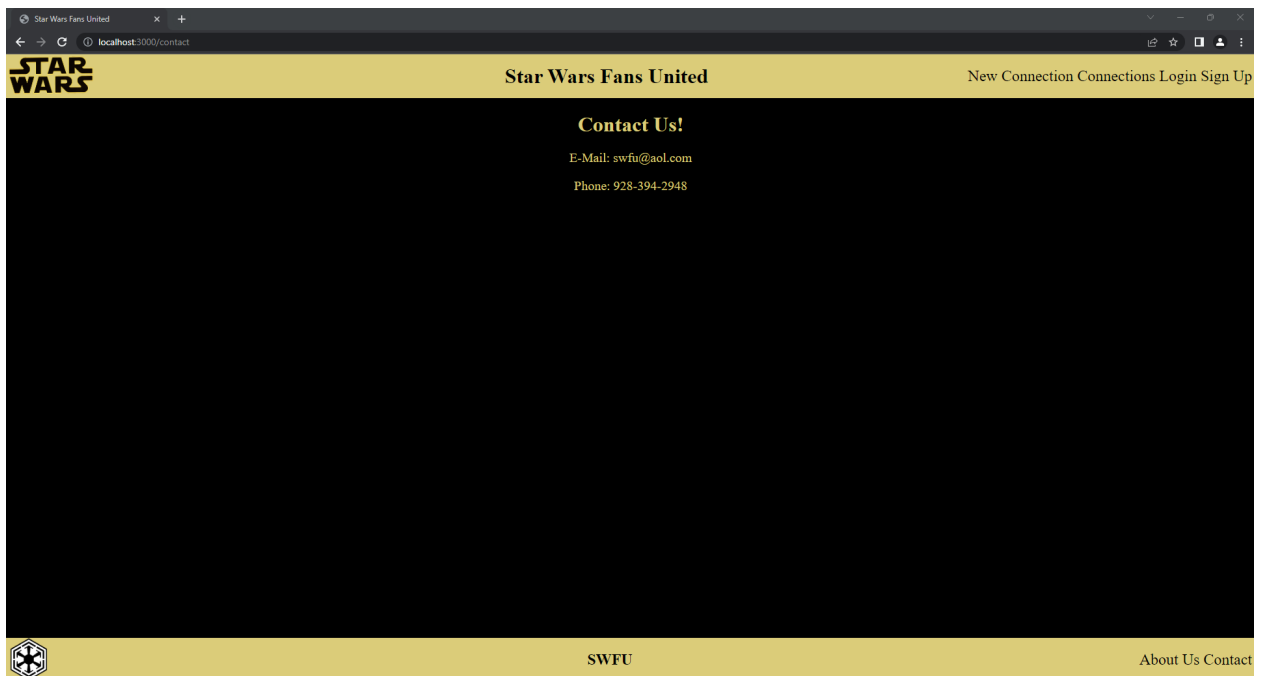 Star Wars Fans United
localhost:3000/contact
STAR
WARS
Star Wars Fans United
New Connection Connections Login Sign Up
Contact Us!
E-Mail: swfu@aol.com
Phone: 928-394-2948
SWFU
About Us Contact